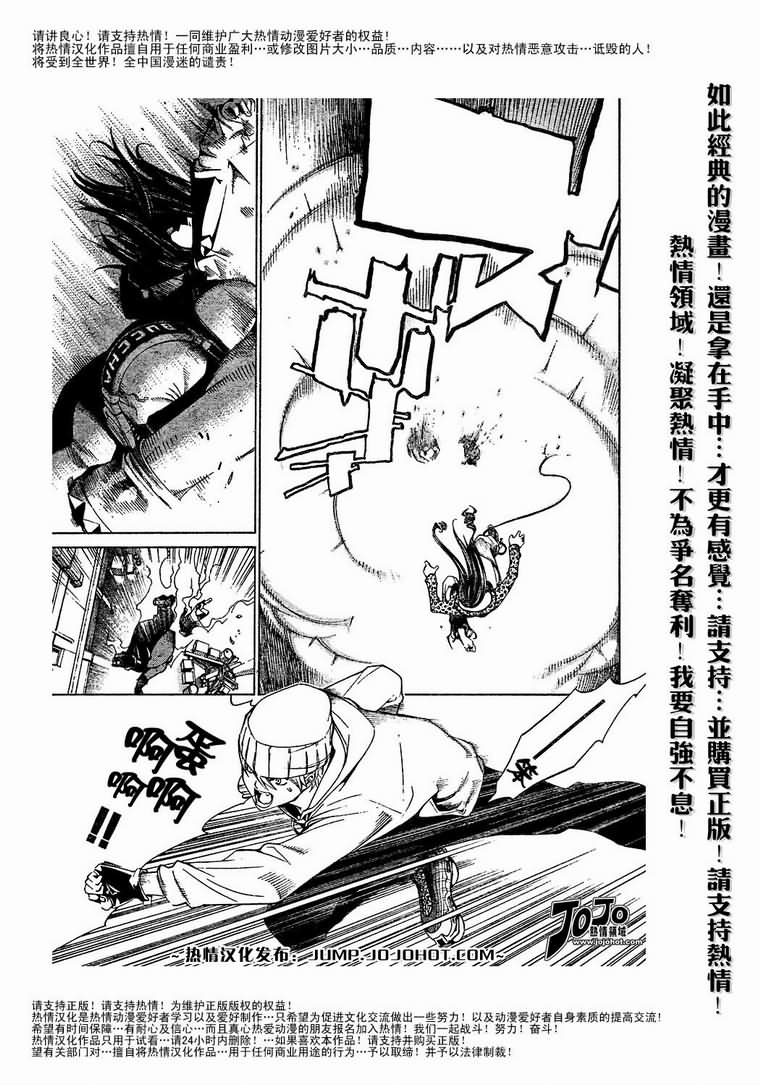 请讲良心！请支持热情！一同维护广大热情动漫爱好者的权益！
将热情汉化作品擅自用于任何商业盈利…或修改图片大小…品质…内容……以及对热情恶意攻击…诋毁的人！
将受到全世界！全中国漫迷的谴责！
如此經典的漫畫！還是拿在手中…才更有感覺…請支持…並購買正版！請支持熱情！
熱情領域！凝聚熱情！不為爭名奪利！我要自強不息！
BUCCHA
蛋
啊啊
啊啊
!!
JOJO
熱情領域
www.jojohot.com
~热情汉化发布：JUMP.JOJOHOT.COM~
请支持正版！请支持热情！为维护正版版权的权益！
热情汉化是热情动漫爱好者学习以及爱好制作…只希望为促进文化交流做出一些努力！以及动漫爱好者自身素质的提高交流！
希望有时间保障…有耐心及信心…而且真心热爱动漫的朋友报名加入热情！我们一起战斗！努力！奋斗！
热情汉化作品只用于试看…请24小时内删除！…如果喜欢本作品！请支持并购买正版！
望有关部门对…擅自将热情汉化作品…用于任何商业用途的行为…予以取缔！并予以法律制裁！